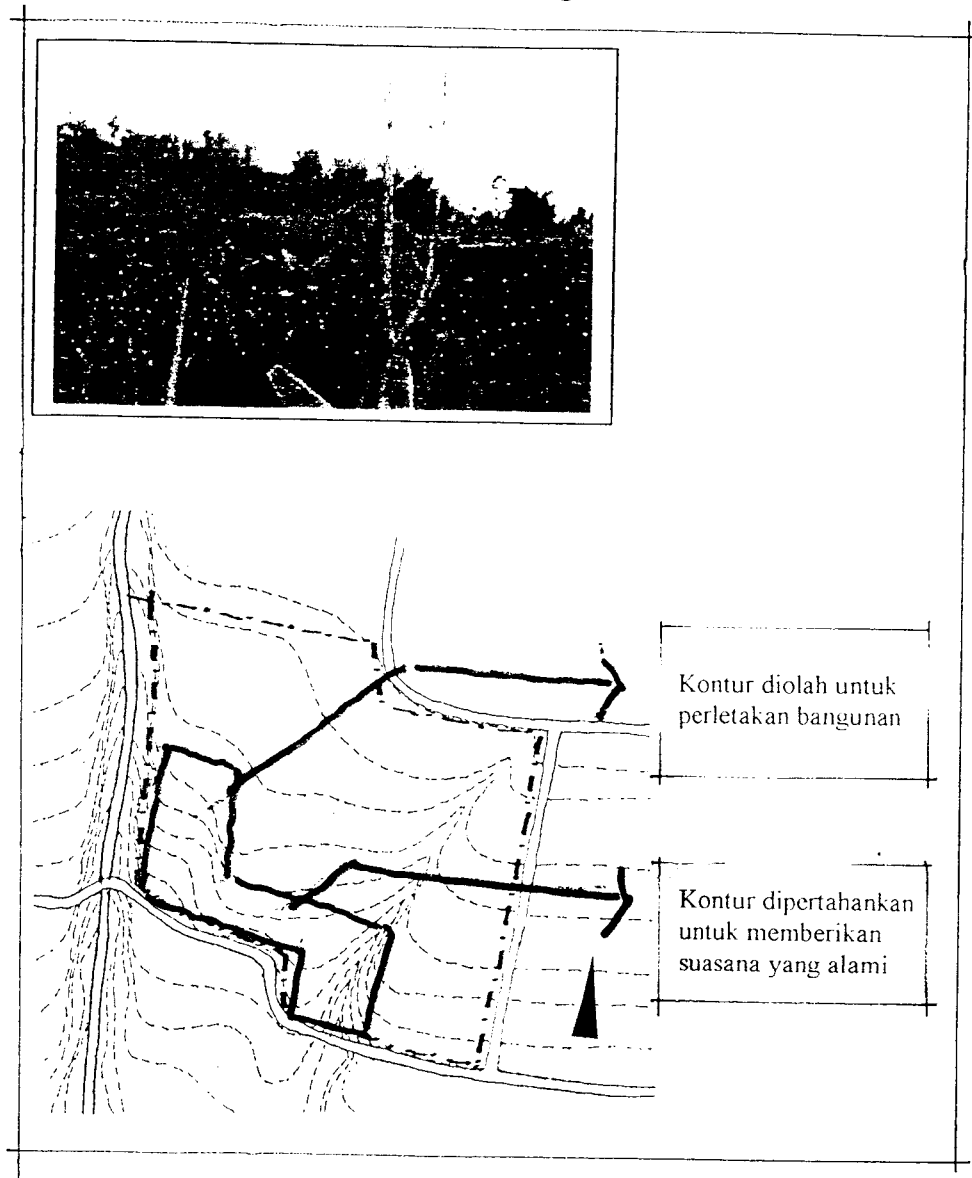 Kontur diolah untuk
perletakan bangunan
Kontur dipertahankan
untuk memberikan
suasana yang alami